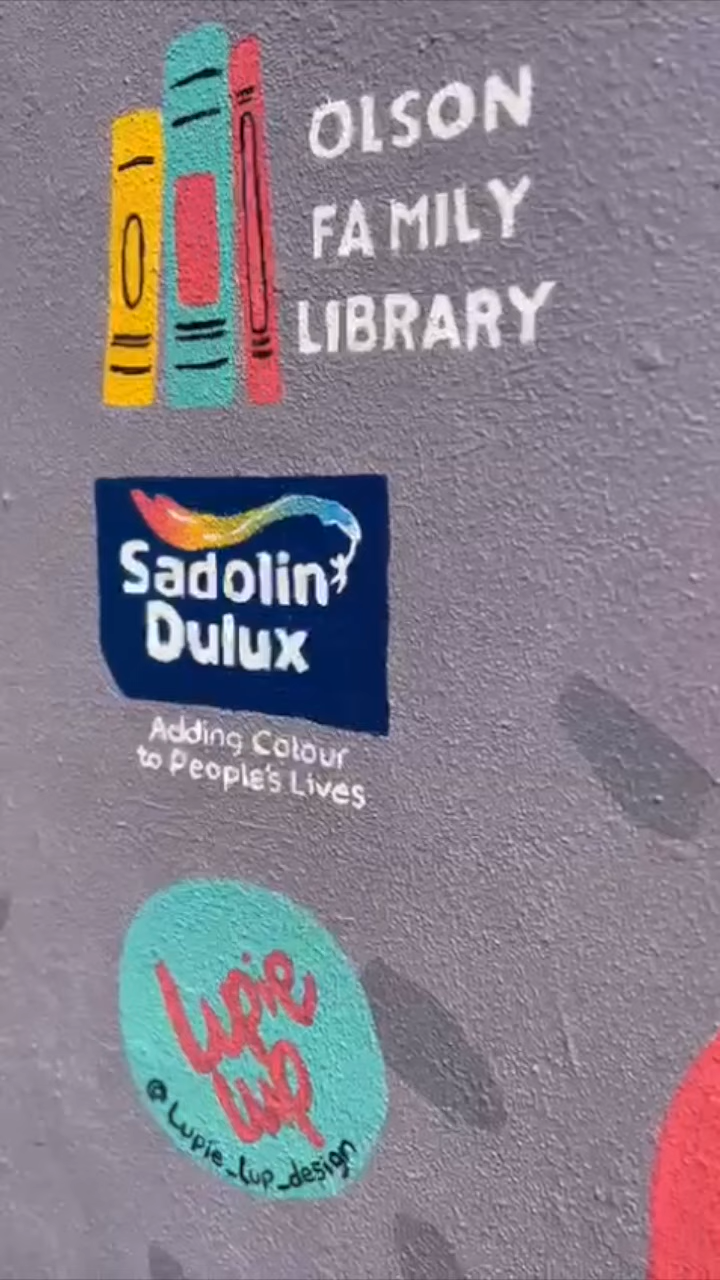 OLSON
FAMILY
LIBRARY
Sadolin
Dulux
Adding Colour
to People's Lives
Lupie
Lup
@Lupie_Lup_design